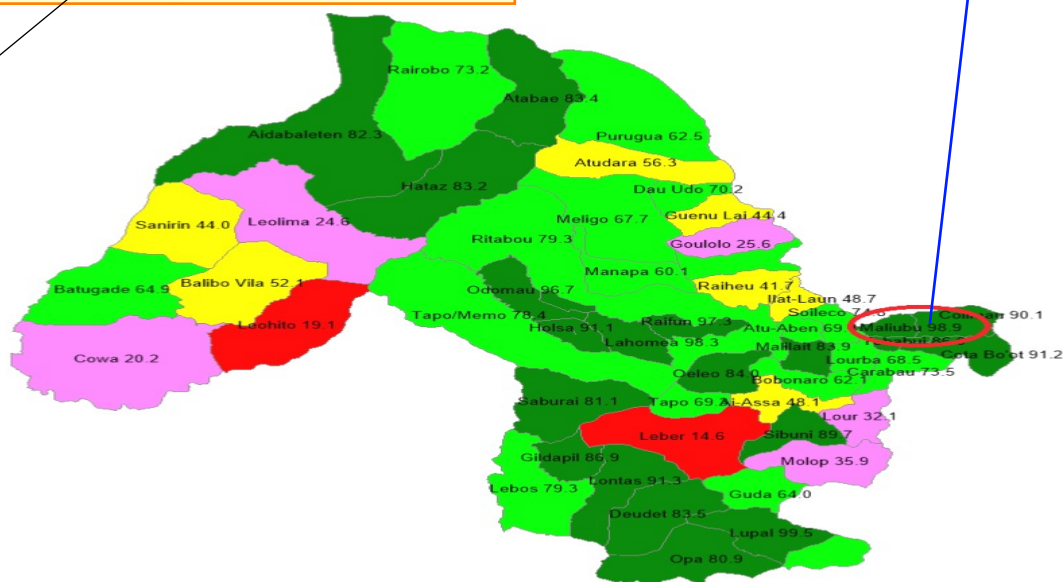 Rairobo 73.2
Atabae 83.4
Aidabaleten 82.3
Purugua 62.5
Atudara 56.3
Hataz 83.2
Dau Udo 70.2
Leolima 24.6
Sanirin 44.0
Meligo 67.7
Guenu Lai 44.4
Ritabou 79.3
Goulolo 25.6
Manapa 60.1
Balibo Vila 52.1
Batugade 64.9
Odomau 96.7
Raiheu 41.7
Ilat-Laun 48.7
Solleco
Tapo/Memo 78.4
Leohito 19.1
Holsa 91.1
Raifun 97.3
Atu-Aben 69.
Maliubu 98.9
90.1
Lahomea 98.3
Malilait 83.9
Cowa 20.2
Lourba 68.5
Cota Bo'ot 91.2
Oeleo 84.0
Carabau 73.5
Bobonaro 62.1
Saburai 81.1
Tapo 69.
Ai-Assa 48.1
Lour 32.1
Leber 14.6
Sibuni 89.7
Gildapil 86.9
Molop 35.9
Lontas 91.3
Lebos 79.3
Guda 64.0
Deudet 83.5
Lupal 99.5
Opa 80.9